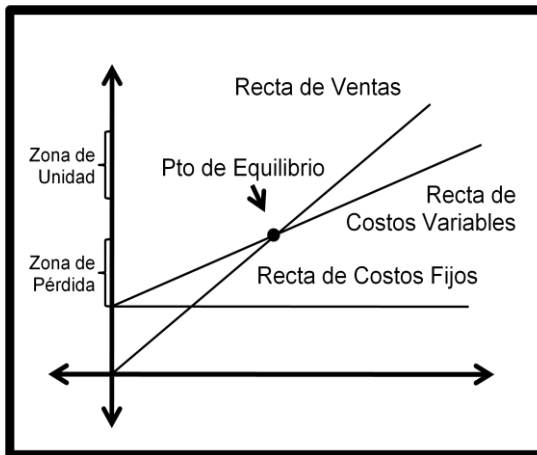 Recta de Ventas
Zona de
Unidad
Pto de Equilibrio
Recta de
Costos Variables
Zona de
Pérdida
Recta de Costos Fijos